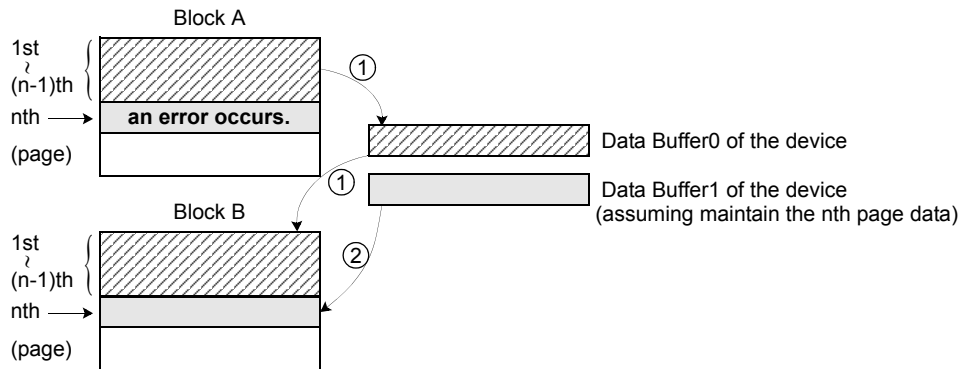 Block A
1st
~
(n-1)th
nth
an error occurs.
(page)
①
Data Buffer0 of the device
①
Data Buffer1 of the device
(assuming maintain the nth page data)
Block B
1st
~
(n-1)th
②
nth
(page)